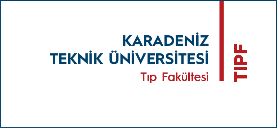 KARADENİZ
TEKNİK ÜNİVERSİTESİ
Tıp Fakültesi
TIPF